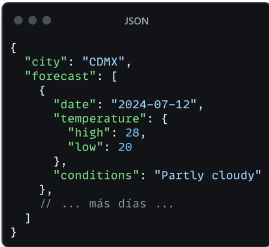 JSON
{
  "city": "CDMX",
  "forecast": [
    {
      "date": "2024-07-12",
      "temperature": {
        "high": 28,
        "low": 20
      },
      "conditions": "Partly cloudy"
    },
    // ... más días ...
  ]
}